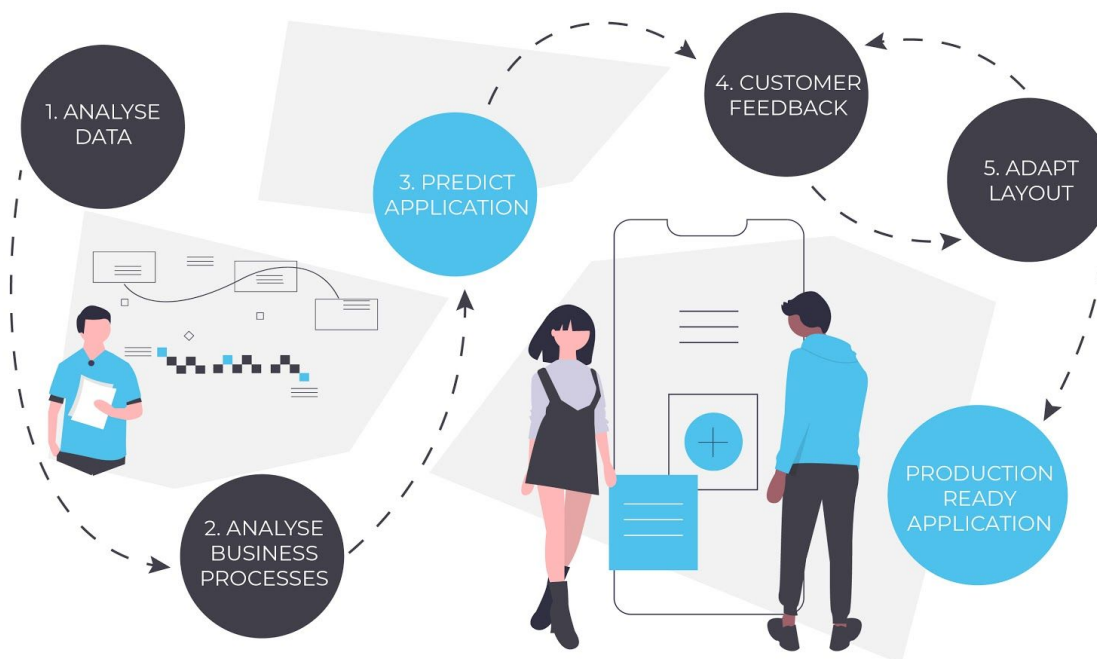 1. ANALYSE
DATA
2. ANALYSE
BUSINESS
PROCESSES
3. PREDICT
APPLICATION
4. CUSTOMER
FEEDBACK
5. ADAPT
LAYOUT
PRODUCTION
READY
APPLICATION